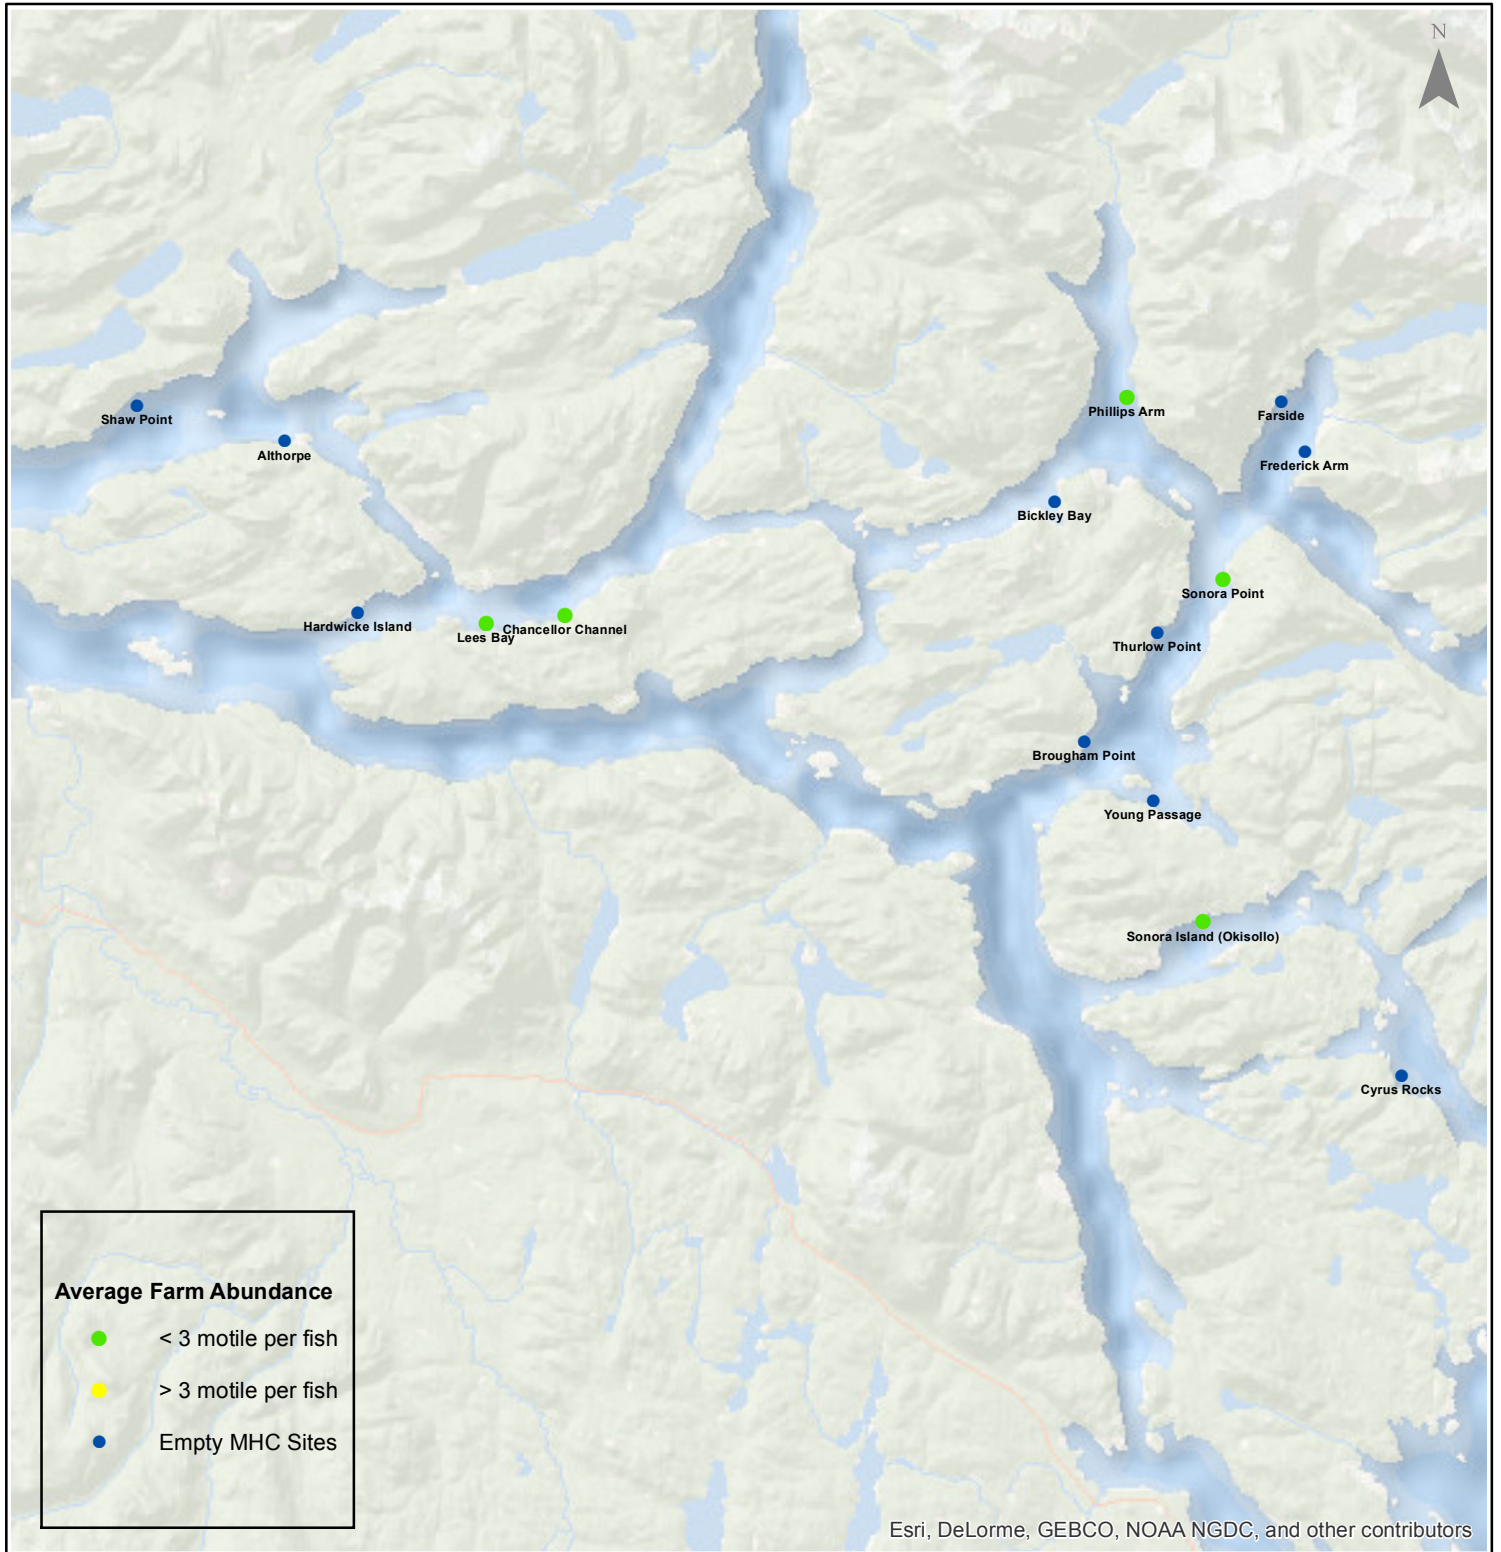 N
Shaw Point
Althorpe
Phillips Arm
Farside
Frederick Arm
Bickley Bay
Sonora Point
Hardwicke Island
Lees Bay
Chancellor Channel
Thurlow Point
Brougham Point
Young Passage
Sonora Island (Okisollo)
Cyrus Rocks
Average Farm Abundance
< 3 motile per fish
> 3 motile per fish
Empty MHC Sites
Esri, DeLorme, GEBCO, NOAA NGDC, and other contributors